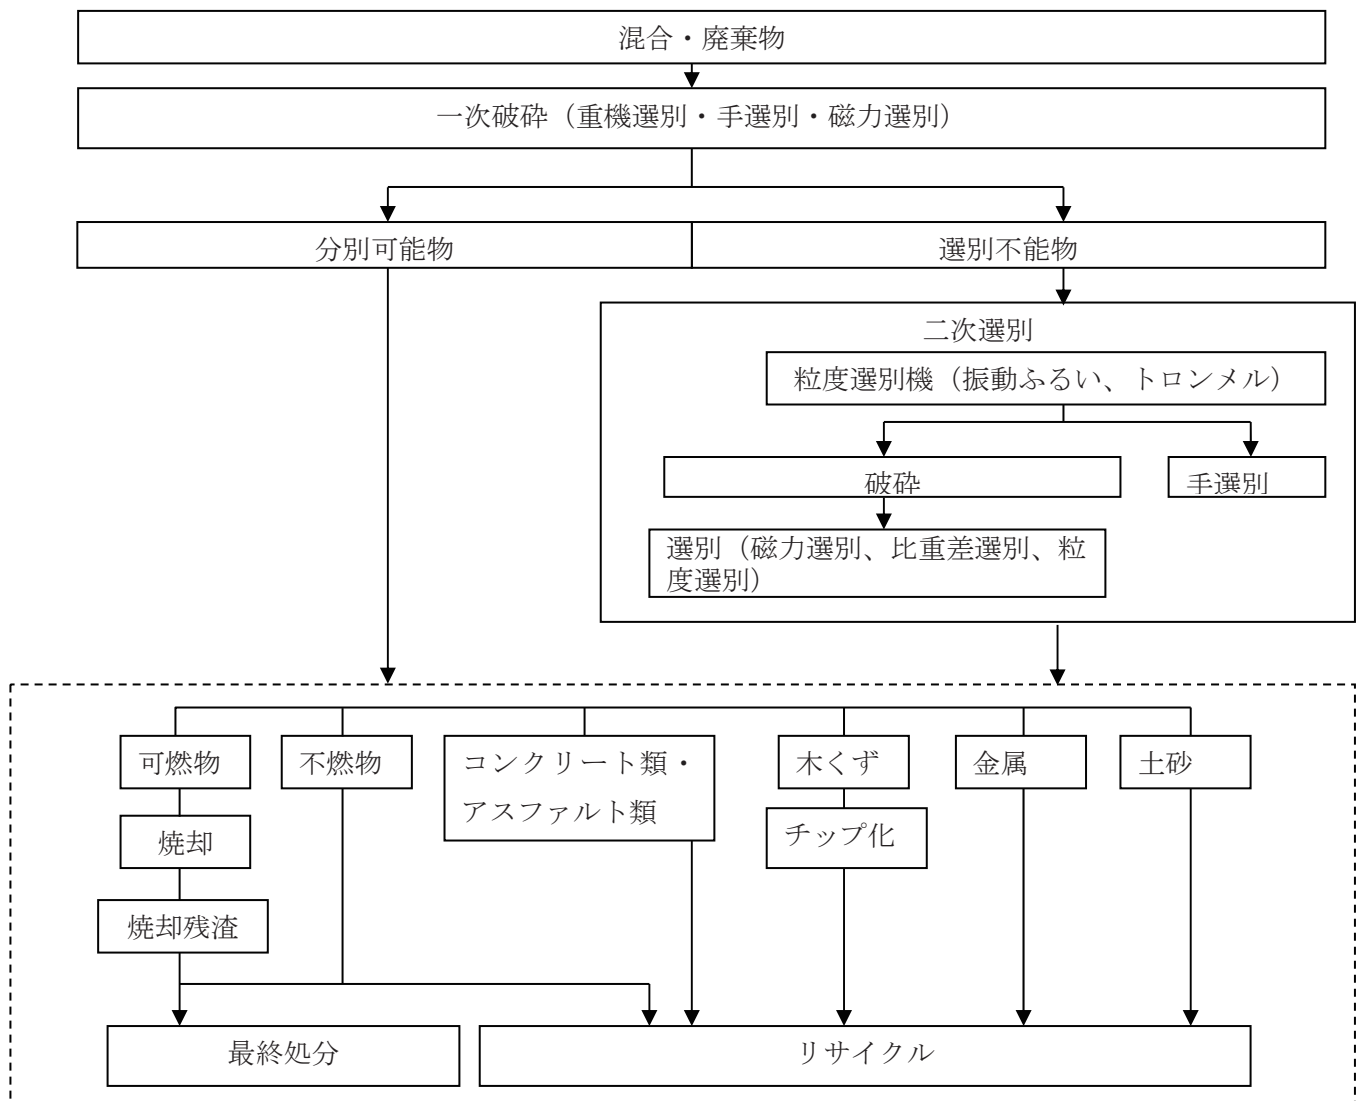 混合・廃棄物
一次破砕（重機選別・手選別・磁力選別）
分別可能物
選別不能物
二次選別
粒度選別機（振動ふるい、トロンメル）
破砕
手選別
選別（磁力選別、比重差選別、粒
度選別）
可燃物
不燃物
コンクリート類・
アスファルト類
木くず
金属
土砂
チップ化
焼却
焼却残渣
最終処分
リサイクル